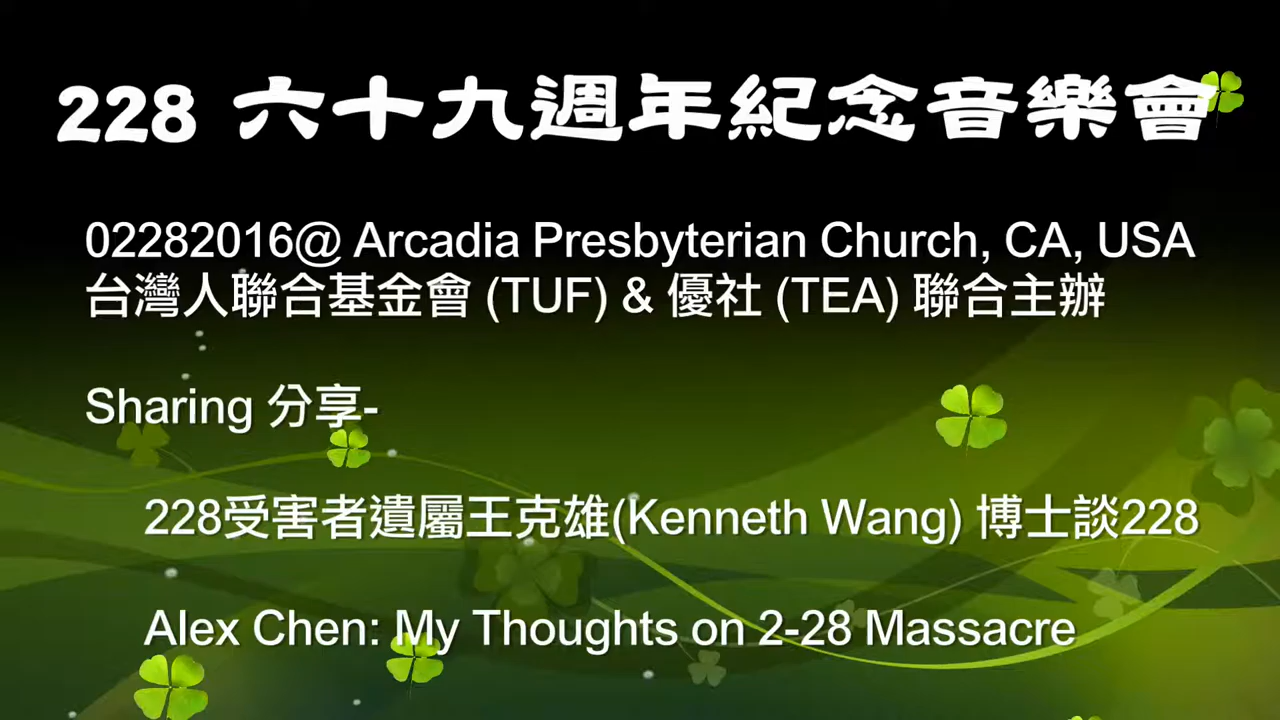 228 六十九週年紀念音樂會
02282016@ Arcadia Presbyterian Church, CA, USA
台灣人聯合基金會 (TUF) & 優社 (TEA) 聯合主辦
Sharing 分享-
228受害者遺屬王克雄(Kenneth Wang) 博士談228
Alex Chen: My Thoughts on 2-28 Massacre